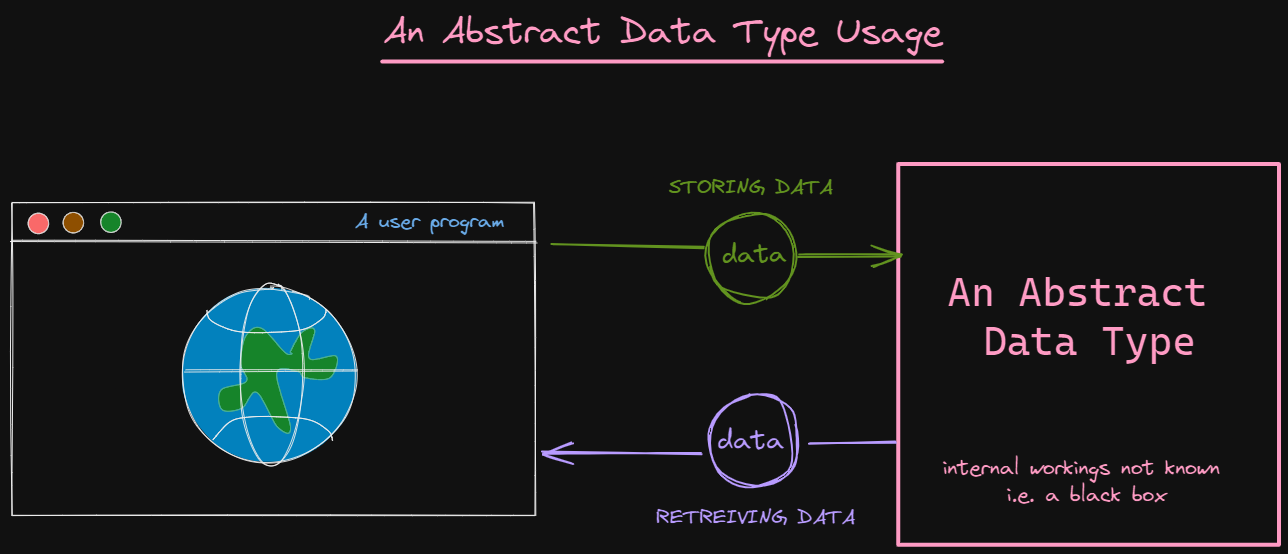 An Abstract Data Type Usage
STORING DATA
A user program
data
An Abstract
Data Type
data
internal workings not known
i.e. a black box
RETREIVING DATA